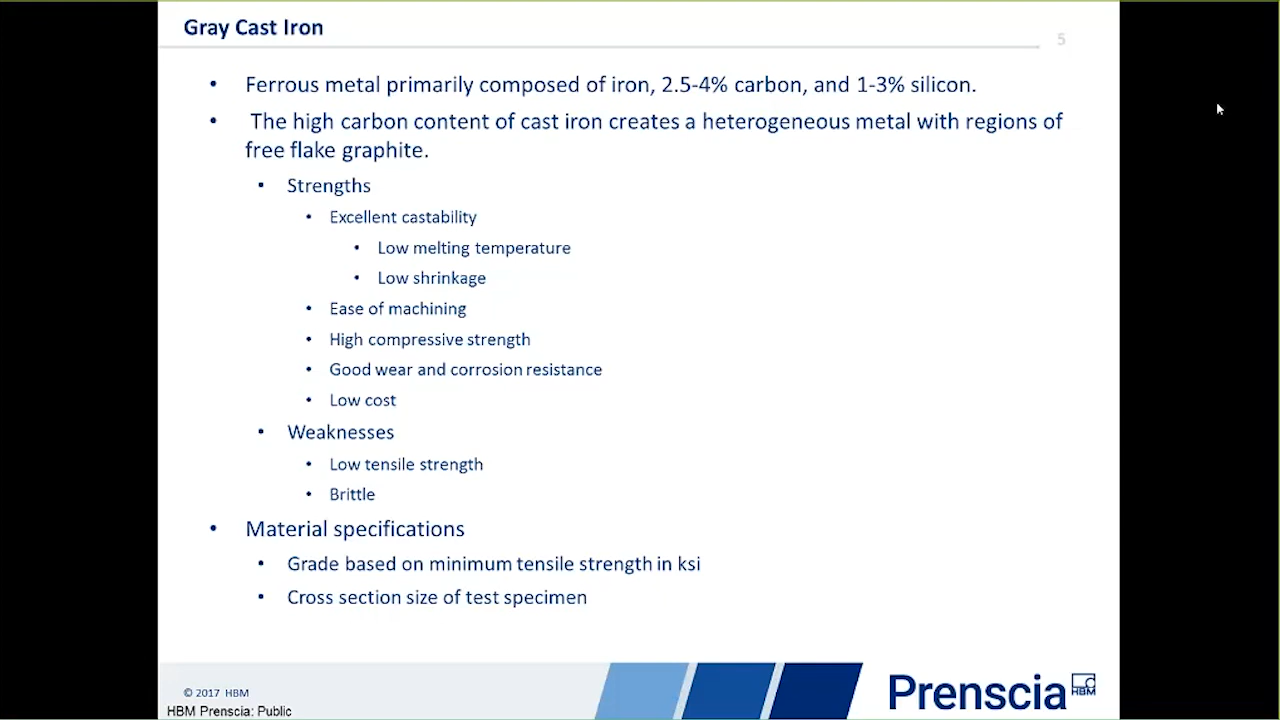 Gray Cast Iron
5
• Ferrous metal primarily composed of iron, 2.5-4% carbon, and 1-3% silicon.
• The high carbon content of cast iron creates a heterogeneous metal with regions of
free flake graphite.
• Strengths
• Excellent castability
• Low melting temperature
• Low shrinkage
• Ease of machining
• High compressive strength
• Good wear and corrosion resistance
• Low cost
• Weaknesses
• Low tensile strength
• Brittle
• Material specifications
• Grade based on minimum tensile strength in ksi
• Cross section size of test specimen
© 2017 HBM
HBM Prenscia: Public
Prenscia HBM